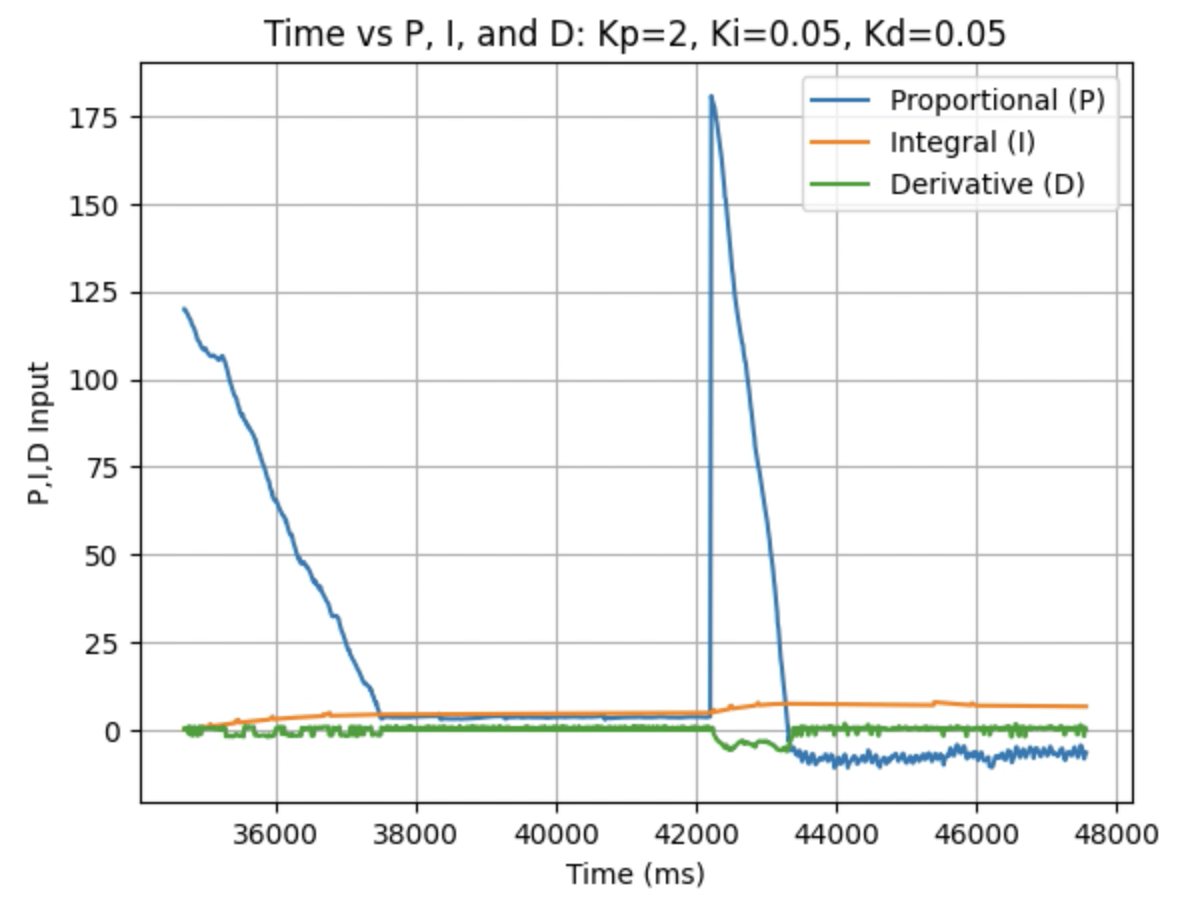 Time vs P, I, and D: Kp=2, Ki=0.05, Kd=0.05
Proportional (P)
Integral (I)
Derivative (D)
P,I,D Input
175
150
125
100
75
50
25
0
36000
38000
40000
42000
44000
46000
48000
Time (ms)